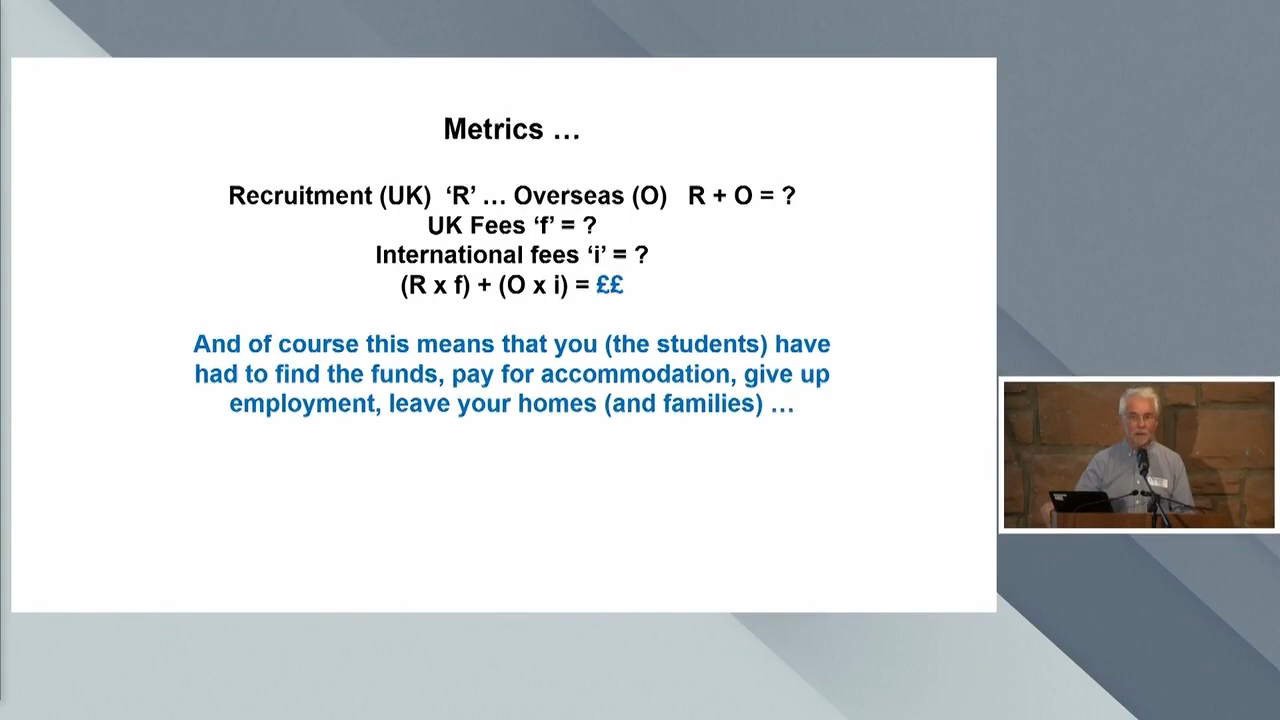 Metrics …
Recruitment (UK)  ‘R’ … Overseas (O)   R + O = ?
UK Fees ‘f’ = ?
International fees ‘i’ = ?
(R x f) + (O x i) = ££
And of course this means that you (the students) have
had to find the funds, pay for accommodation, give up
employment, leave your homes (and families) …